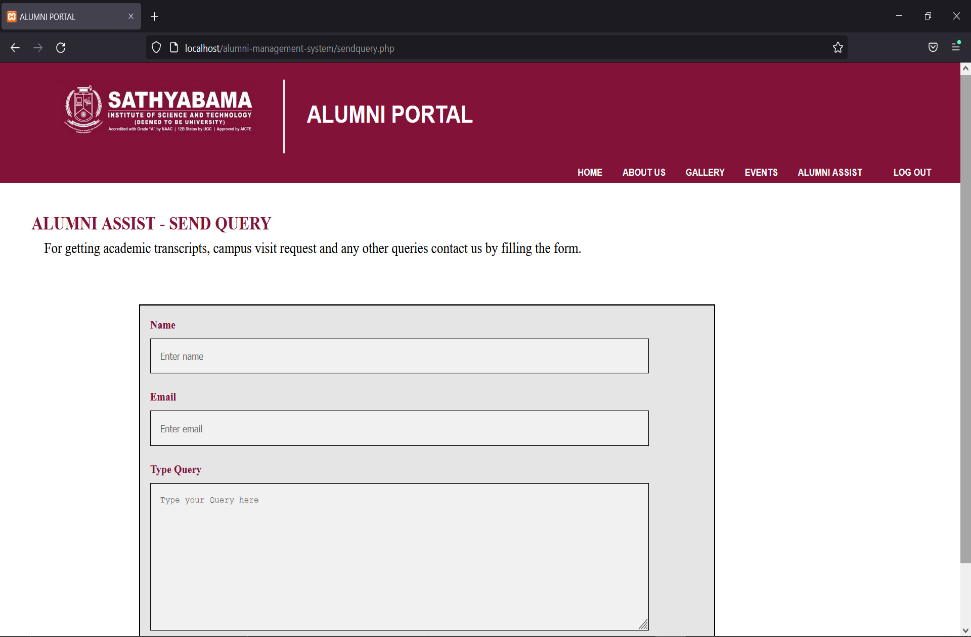 ALUMNI PORTAL
localhost/alumni-management-system/sendquery.php
SATHYABAMA
INSTITUTE OF SCIENCE AND TECHNOLOGY
(DEEMED TO BE UNIVERSITY)
Accredited with Grade "A" by NAAC | 12B Status by UGC | Approved by AICTE
ALUMNI PORTAL
HOME ABOUT US GALLERY EVENTS ALUMNI ASSIST LOG OUT
ALUMNI ASSIST - SEND QUERY
For getting academic transcripts, campus visit request and any other queries contact us by filling the form.
Name
Enter name
Email
Enter email
Type Query
Type your Query here